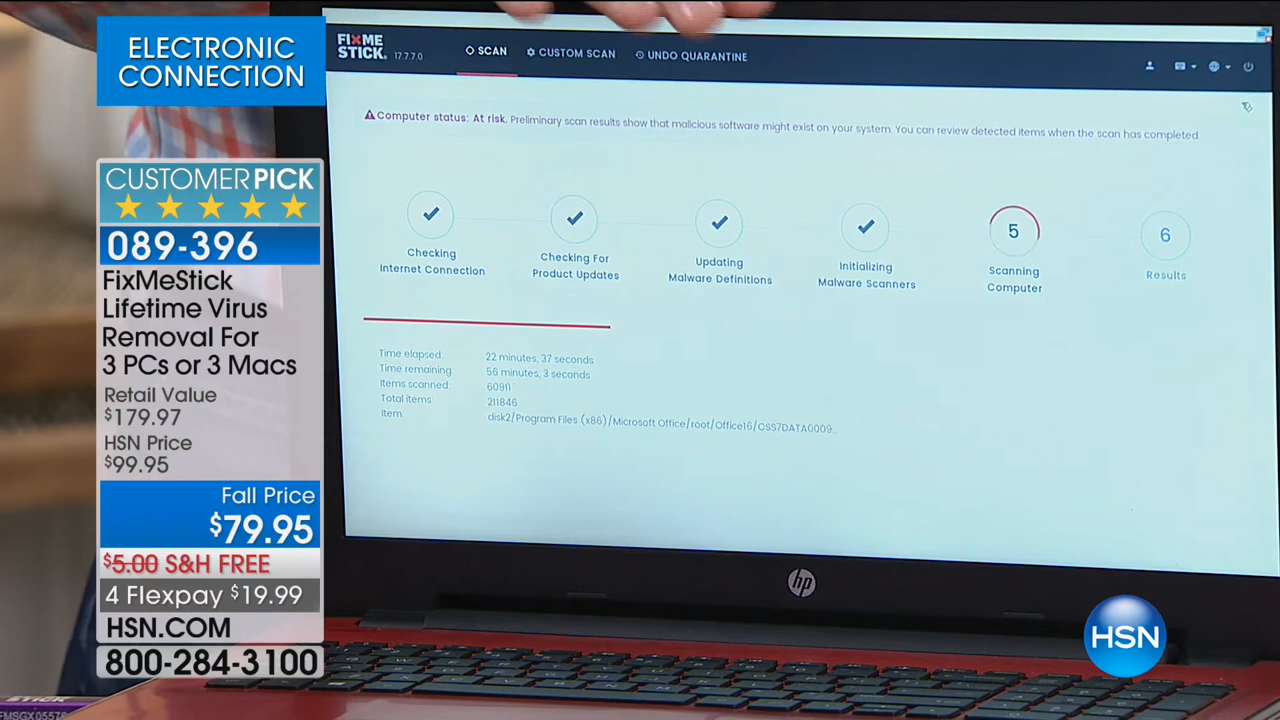 ELECTRONIC
CONNECTION
CUSTOMERPICK
089-396
FixMeStick
Lifetime Virus
Removal For
3 PCs or 3 Macs
Retail Value
$179.97
HSN Price
$99.95
Fall Price
$79.95
$5.00 S&H FREE
4 Flexpay $19.99
HSN.COM
800-284-3100
FIXME
STICK. 17.7.7.0
SCAN
CUSTOM SCAN
UNDO QUARANTINE
Computer status: At risk. Preliminary scan results show that malicious software might exist on your system. You can review detected items when the scan has completed.
Checking
Internet Connection
Checking For
Product Updates
Updating
Malware Definitions
Initializing
Malware Scanners
5
Scanning
Computer
6
Results
Time elapsed: 22 minutes, 37 seconds
Time remaining: 56 minutes, 3 seconds
Items scanned:
Total items: 211846
Item: disk2/Program Files (x86)/Microsoft Office/root/Office16/CSS7DATA0009...
hp
HSN
STICK